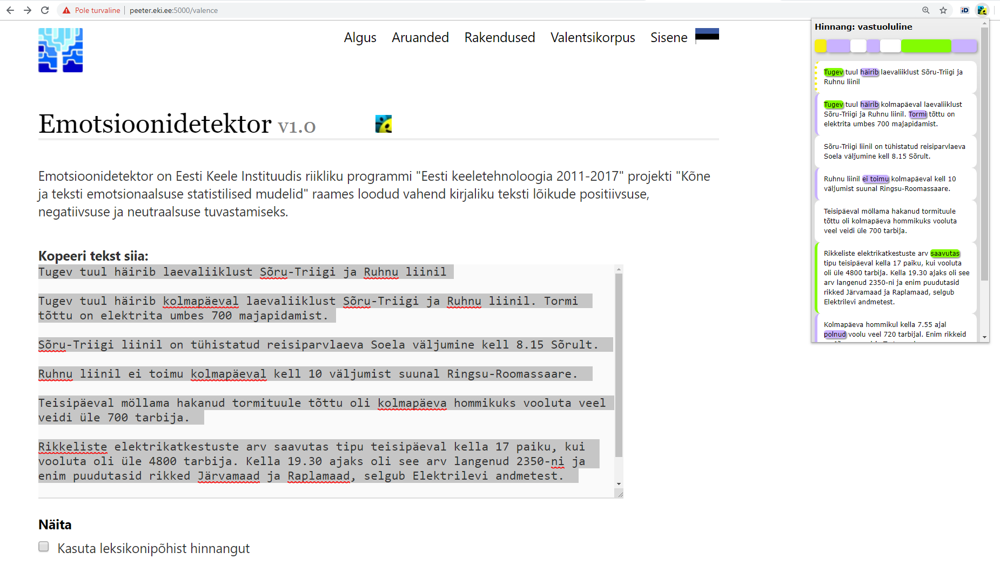 Pole turvaline
peeter.eki.ee:5000/valence
iD
Algus Aruanded Rakendused Valentsikorpus Sisene
Emotsioonidetektor v1.0
Emotsioonidetektor on Eesti Keele Instituudis riikliku programmi "Eesti keeletehnoloogia 2011-2017" projekti "Kõne
ja teksti emotsionaalsuse statistilised mudelid" raames loodud vahend kirjaliku teksti lõikude positiivsuse,
negatiivsuse ja neutraalsuse tuvastamiseks.
Kopeeri tekst siia:
Tugev tuul häirib laevaliiklust Sõru-Triigi ja Ruhnu liinil
Tugev tuul häirib kolmapäeval laevaliiklust Sõru-Triigi ja Ruhnu liinil. Tormi
tõttu on elektrita umbes 700 majapidamist.
Sõru-Triigi liinil on tühistatud reisiparvlaeva Soela väljumine kell 8.15 Sõrult.
Ruhnu liinil ei toimu kolmapäeval kell 10 väljumist suunal Ringsu-Roomassaare.
Teisipäeval möllama hakanud tormituule tõttu oli kolmapäeva hommikuks vooluta veel
veidi üle 700 tarbija.
Rikkeliste elektrikatkestuste arv saavutas tipu teisipäeval kella 17 paiku, kui
vooluta oli üle 4800 tarbija. Kella 19.30 ajaks oli see arv langenud 2350-ni ja
enim puudutasid rikked Järvamaad ja Raplamaad, selgub Elektrilevi andmetest.
Näita
Kasuta leksikonipõhist hinnangut
Hinnang: vastuoluline
Tugev tuul häirib laevaliiklust Sõru-Triigi ja
Ruhnu liinil
Tugev tuul häirib kolmapäeval laevaliiklust
Sõru-Triigi ja Ruhnu liinil. Tormi tõttu on
elektrita umbes 700 majapidamist.
Sõru-Triigi liinil on tühistatud reisiparvlaeva
Soela väljumine kell 8.15 Sõrult.
Ruhnu liinil ei toimu kolmapäeval kell 10
väljumist suunal Ringsu-Roomassaare.
Teisipäeval möllama hakanud tormituule
tõttu oli kolmapäeva hommikuks vooluta
veel veidi üle 700 tarbija.
Rikkeliste elektrikatkestuste arv saavutas
tipu teisipäeval kella 17 paiku, kui vooluta
oli üle 4800 tarbija. Kella 19.30 ajaks oli see
arv langenud 2350-ni ja enim puudutasid
rikked Järvamaad ja Raplamaad, selgub
Elektrilevi andmetest.
Kolmapäeva hommikul kella 7.55 ajal
polnud voolu veel 720 tarbijal. Enim rikkeid